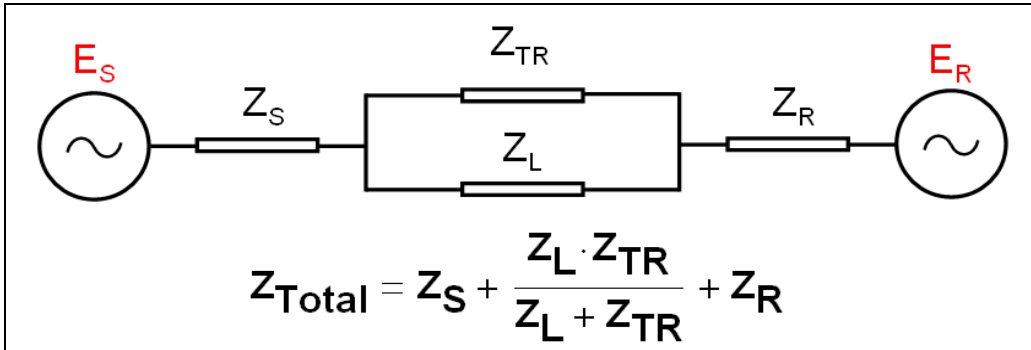 Z_TR
E_S
E_R
Z_S
Z_R
Z_L
Z_Total = Z_S + (Z_L · Z_TR) / (Z_L + Z_TR) + Z_R